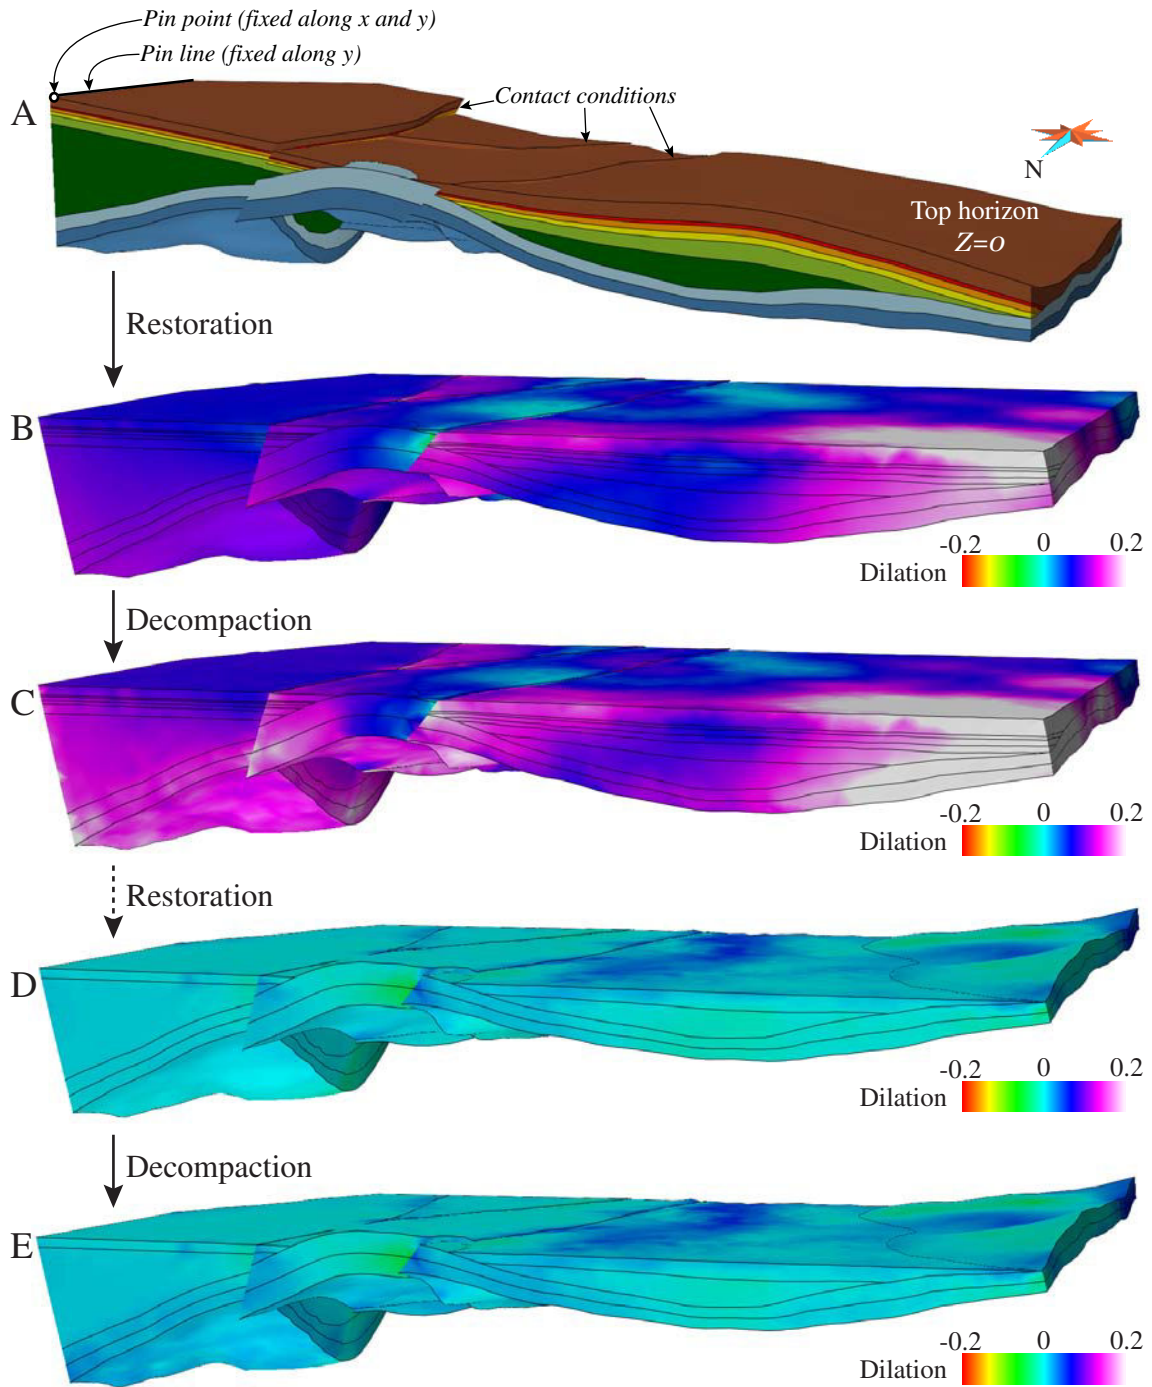 Pin point (fixed along x and y)
Pin line (fixed along y)
A
Contact conditions
N
Top horizon
Z=0
Restoration
B
-0.2 0 0.2
Dilation
Decompaction
C
-0.2 0 0.2
Dilation
Restoration
D
-0.2 0 0.2
Dilation
Decompaction
E
-0.2 0 0.2
Dilation